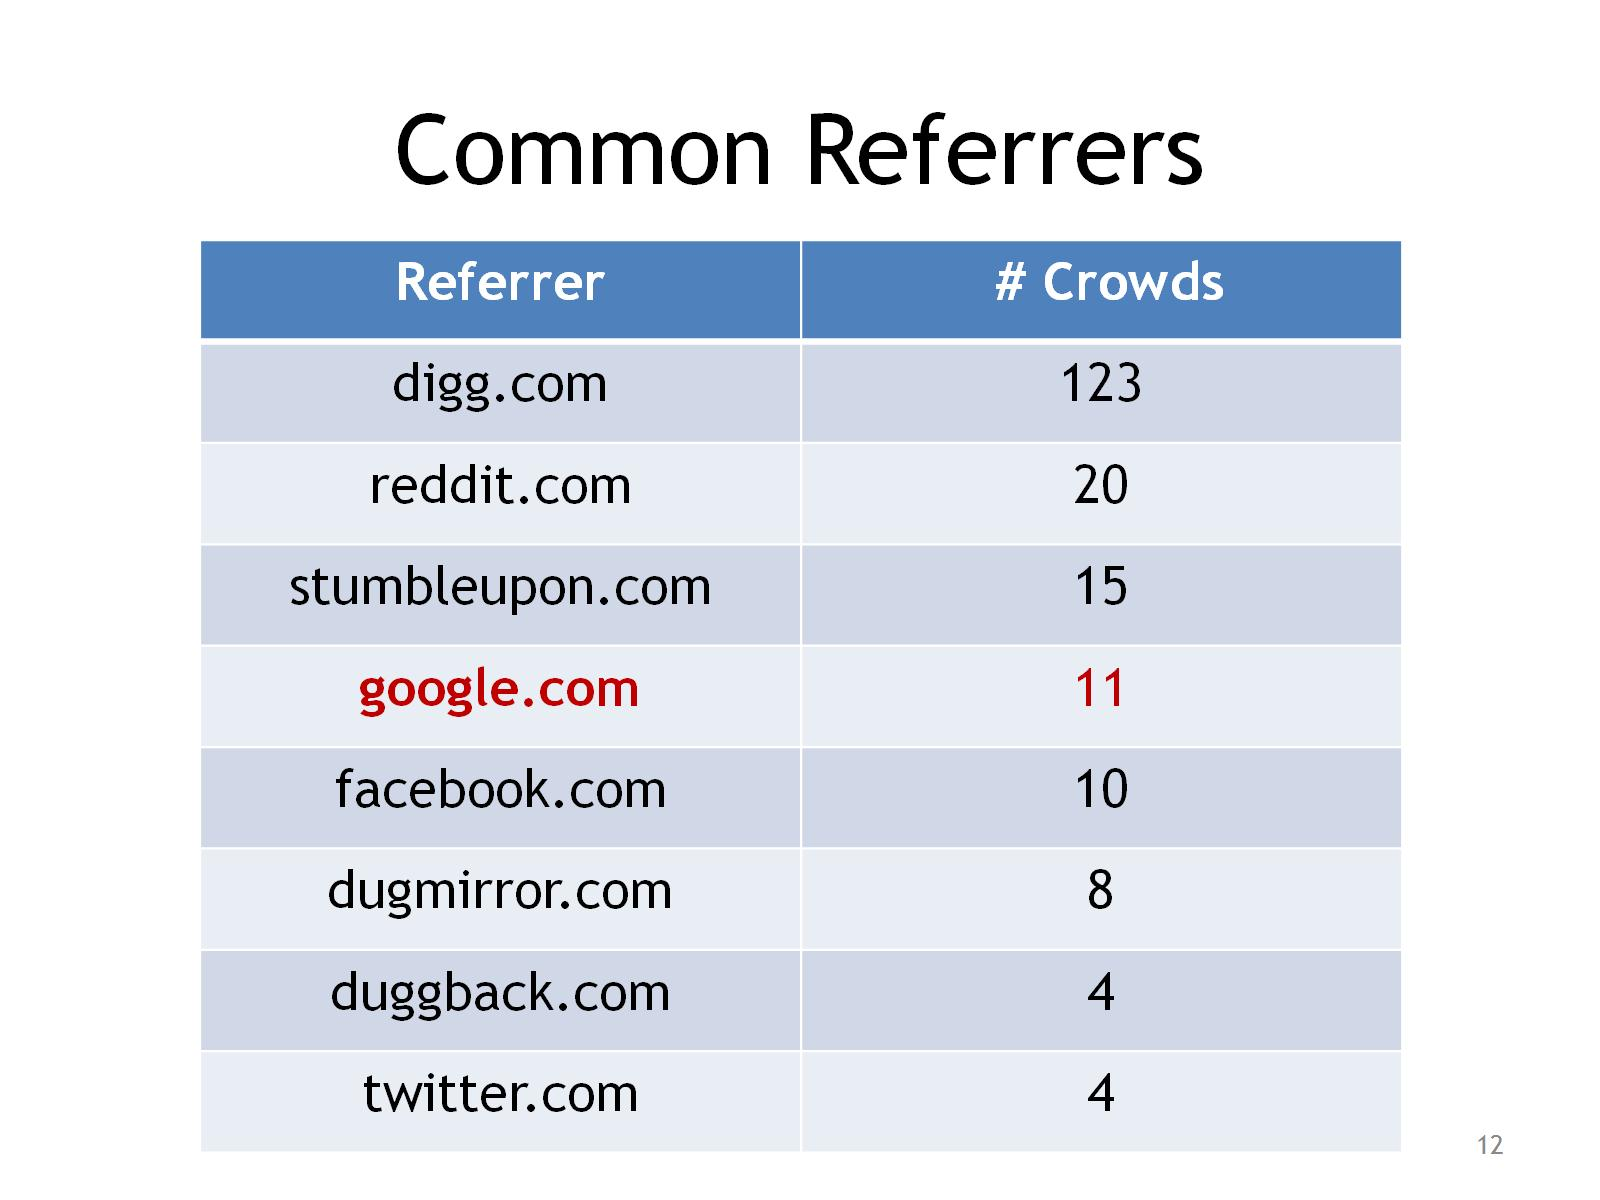 Common Referrers
Referrer # Crowds
digg.com 123
reddit.com 20
stumbleupon.com 15
google.com 11
facebook.com 10
dugmirror.com 8
duggback.com 4
twitter.com 4
12